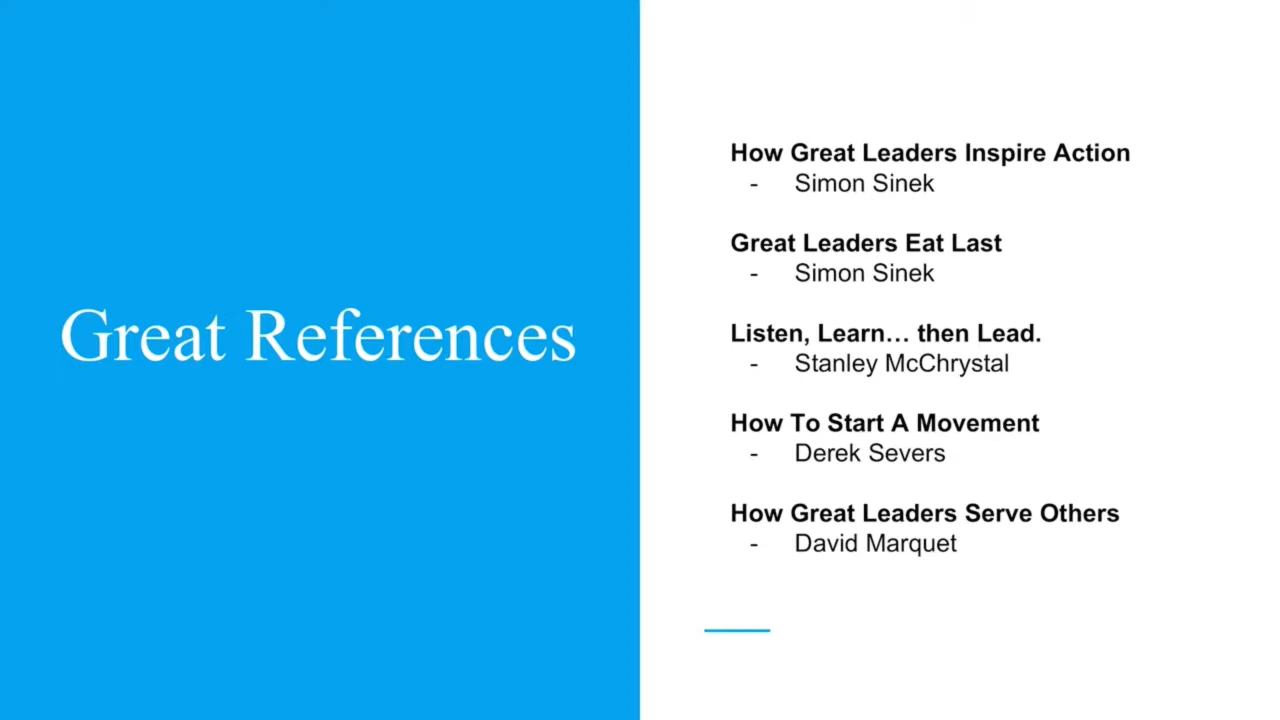 Great References
How Great Leaders Inspire Action
- Simon Sinek
Great Leaders Eat Last
- Simon Sinek
Listen, Learn… then Lead.
- Stanley McChrystal
How To Start A Movement
- Derek Severs
How Great Leaders Serve Others
- David Marquet